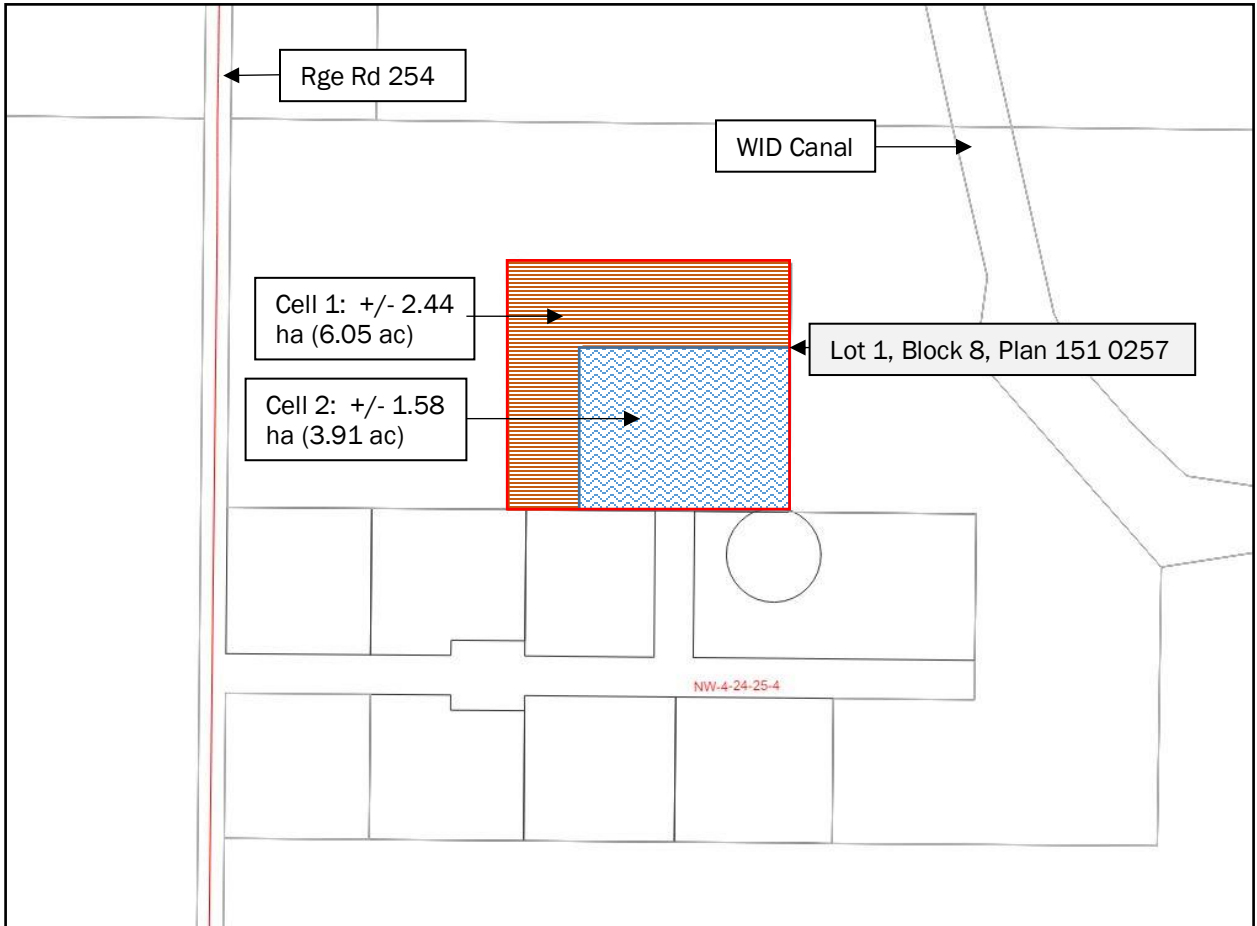 Rge Rd 254
WID Canal
Cell 1: +/- 2.44
ha (6.05 ac)
Lot 1, Block 8, Plan 151 0257
Cell 2: +/- 1.58
ha (3.91 ac)
NW-4-24-25-4